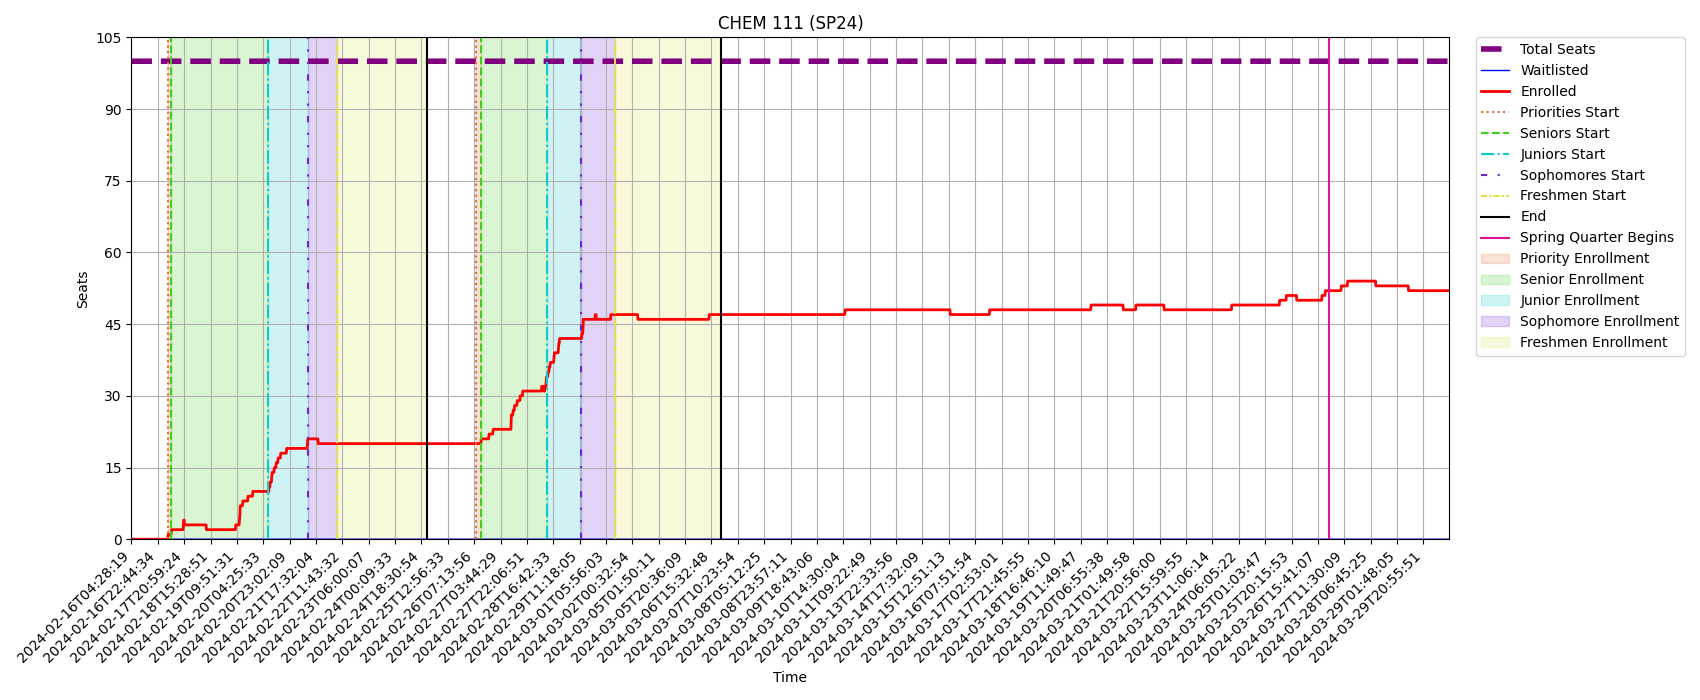 CHEM 111 (SP24)
105
90
75
60
45
30
15
0
Seats
2024-02-16T04:28:19
2024-02-16T22:44:34
2024-02-17T20:59:24
2024-02-18T15:28:51
2024-02-19T09:51:31
2024-02-20T04:25:33
2024-02-20T23:02:09
2024-02-21T17:32:04
2024-02-22T11:43:32
2024-02-23T06:00:07
2024-02-24T00:09:33
2024-02-24T18:30:54
2024-02-25T12:56:33
2024-02-26T07:13:56
2024-02-27T03:44:29
2024-02-27T22:06:51
2024-02-28T16:42:33
2024-02-29T11:18:05
2024-03-01T05:56:03
2024-03-02T00:32:54
2024-03-05T01:50:11
2024-03-05T20:36:09
2024-03-06T15:32:48
2024-03-07T10:23:54
2024-03-08T05:12:25
2024-03-08T23:57:11
2024-03-09T18:43:06
2024-03-10T14:30:04
2024-03-11T09:22:49
2024-03-13T22:33:56
2024-03-14T17:32:09
2024-03-15T12:51:13
2024-03-16T07:51:54
2024-03-17T02:53:01
2024-03-17T21:45:55
2024-03-18T16:46:10
2024-03-19T11:49:47
2024-03-20T06:55:38
2024-03-21T01:49:58
2024-03-21T20:56:00
2024-03-22T15:59:55
2024-03-23T11:06:14
2024-03-24T06:05:22
2024-03-25T01:03:47
2024-03-25T20:15:53
2024-03-26T15:41:07
2024-03-27T11:30:09
2024-03-28T06:45:25
2024-03-29T01:48:05
2024-03-29T20:55:51
Time
Total Seats
Waitlisted
Enrolled
Priorities Start
Seniors Start
Juniors Start
Sophomores Start
Freshmen Start
End
Spring Quarter Begins
Priority Enrollment
Senior Enrollment
Junior Enrollment
Sophomore Enrollment
Freshmen Enrollment